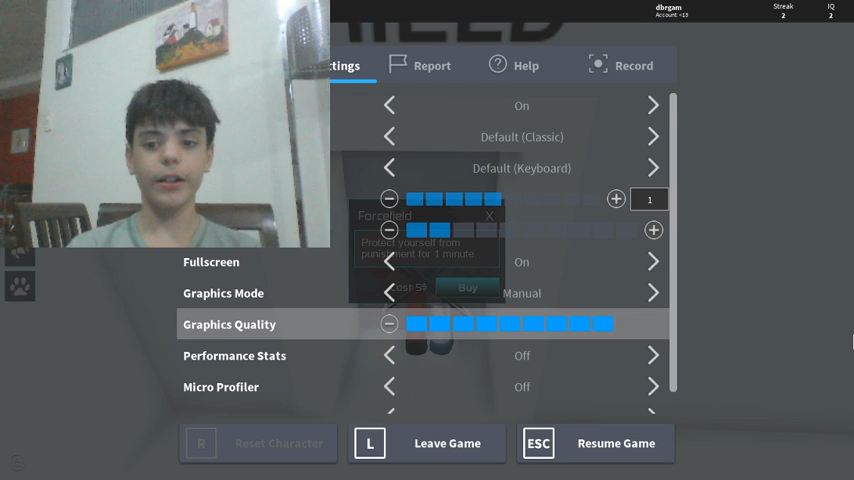 dbrgam
Account: <13
Streak
2
IQ
2
ttings
Report
Help
Record
On
Default (Classic)
Default (Keyboard)
1
Forcefield
X
Protect yourself from
punishment for 1 minute.
Cost 5
Buy
Fullscreen
On
Graphics Mode
Manual
Graphics Quality
Performance Stats
Off
Micro Profiler
Off
R
Reset Character
L
Leave Game
ESC
Resume Game